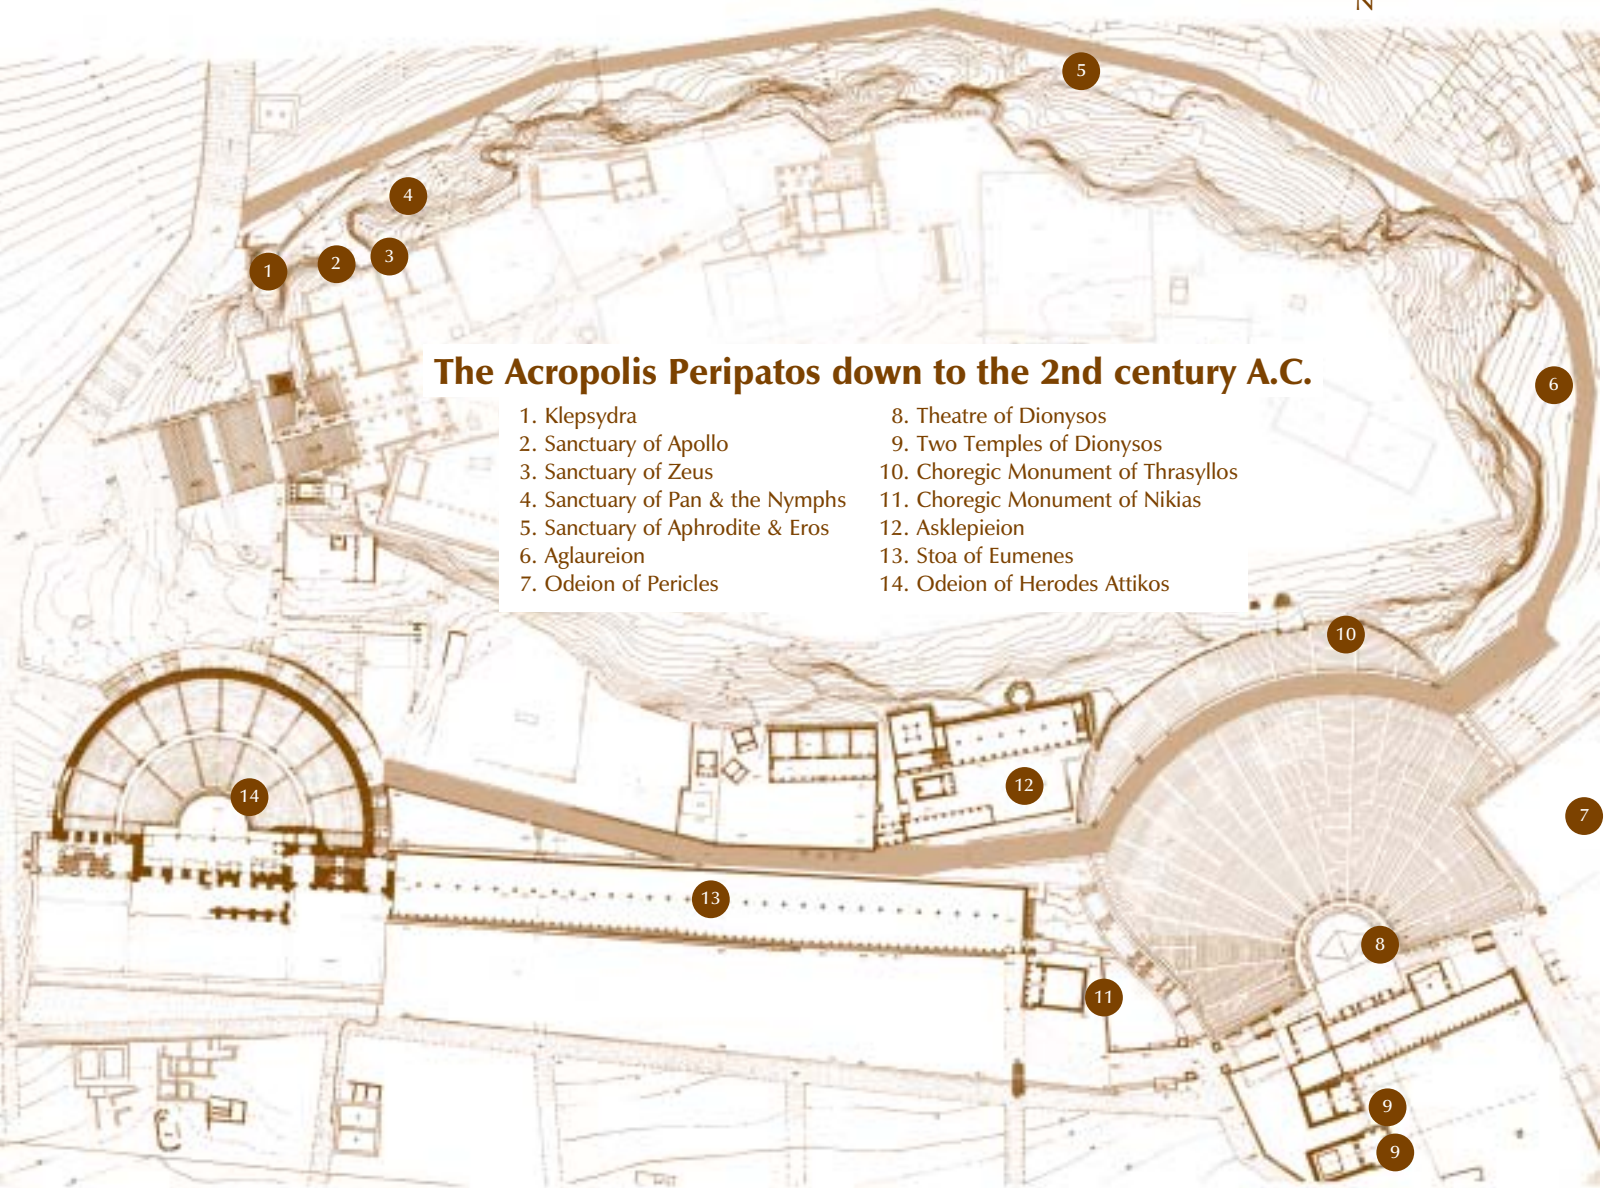 N
5
4
3
2
1
The Acropolis Peripatos down to the 2nd century A.C.
1. Klepsydra
2. Sanctuary of Apollo
3. Sanctuary of Zeus
4. Sanctuary of Pan & the Nymphs
5. Sanctuary of Aphrodite & Eros
6. Aglaureion
7. Odeion of Pericles
8. Theatre of Dionysos
9. Two Temples of Dionysos
10. Choregic Monument of Thrasyllos
11. Choregic Monument of Nikias
12. Asklepieion
13. Stoa of Eumenes
14. Odeion of Herodes Attikos
6
10
12
14
7
13
8
11
9
9